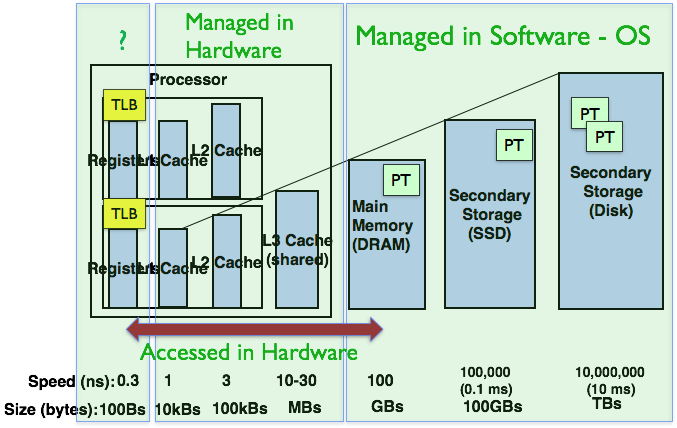 ?
Managed in
Hardware
Managed in Software - OS
Processor
TLB
Registers
L1 Cache
L2 Cache
TLB
Registers
L1 Cache
L2 Cache
L3 Cache
(shared)
PT
Main
Memory
(DRAM)
PT
Secondary
Storage
(SSD)
PT
PT
Secondary
Storage
(Disk)
Accessed in Hardware
Speed (ns): 0.3 1 3 10-30 100 100,000 (0.1 ms) 10,000,000 (10 ms)
Size (bytes): 100Bs 10kBs 100kBs MBs GBs 100GBs TBs